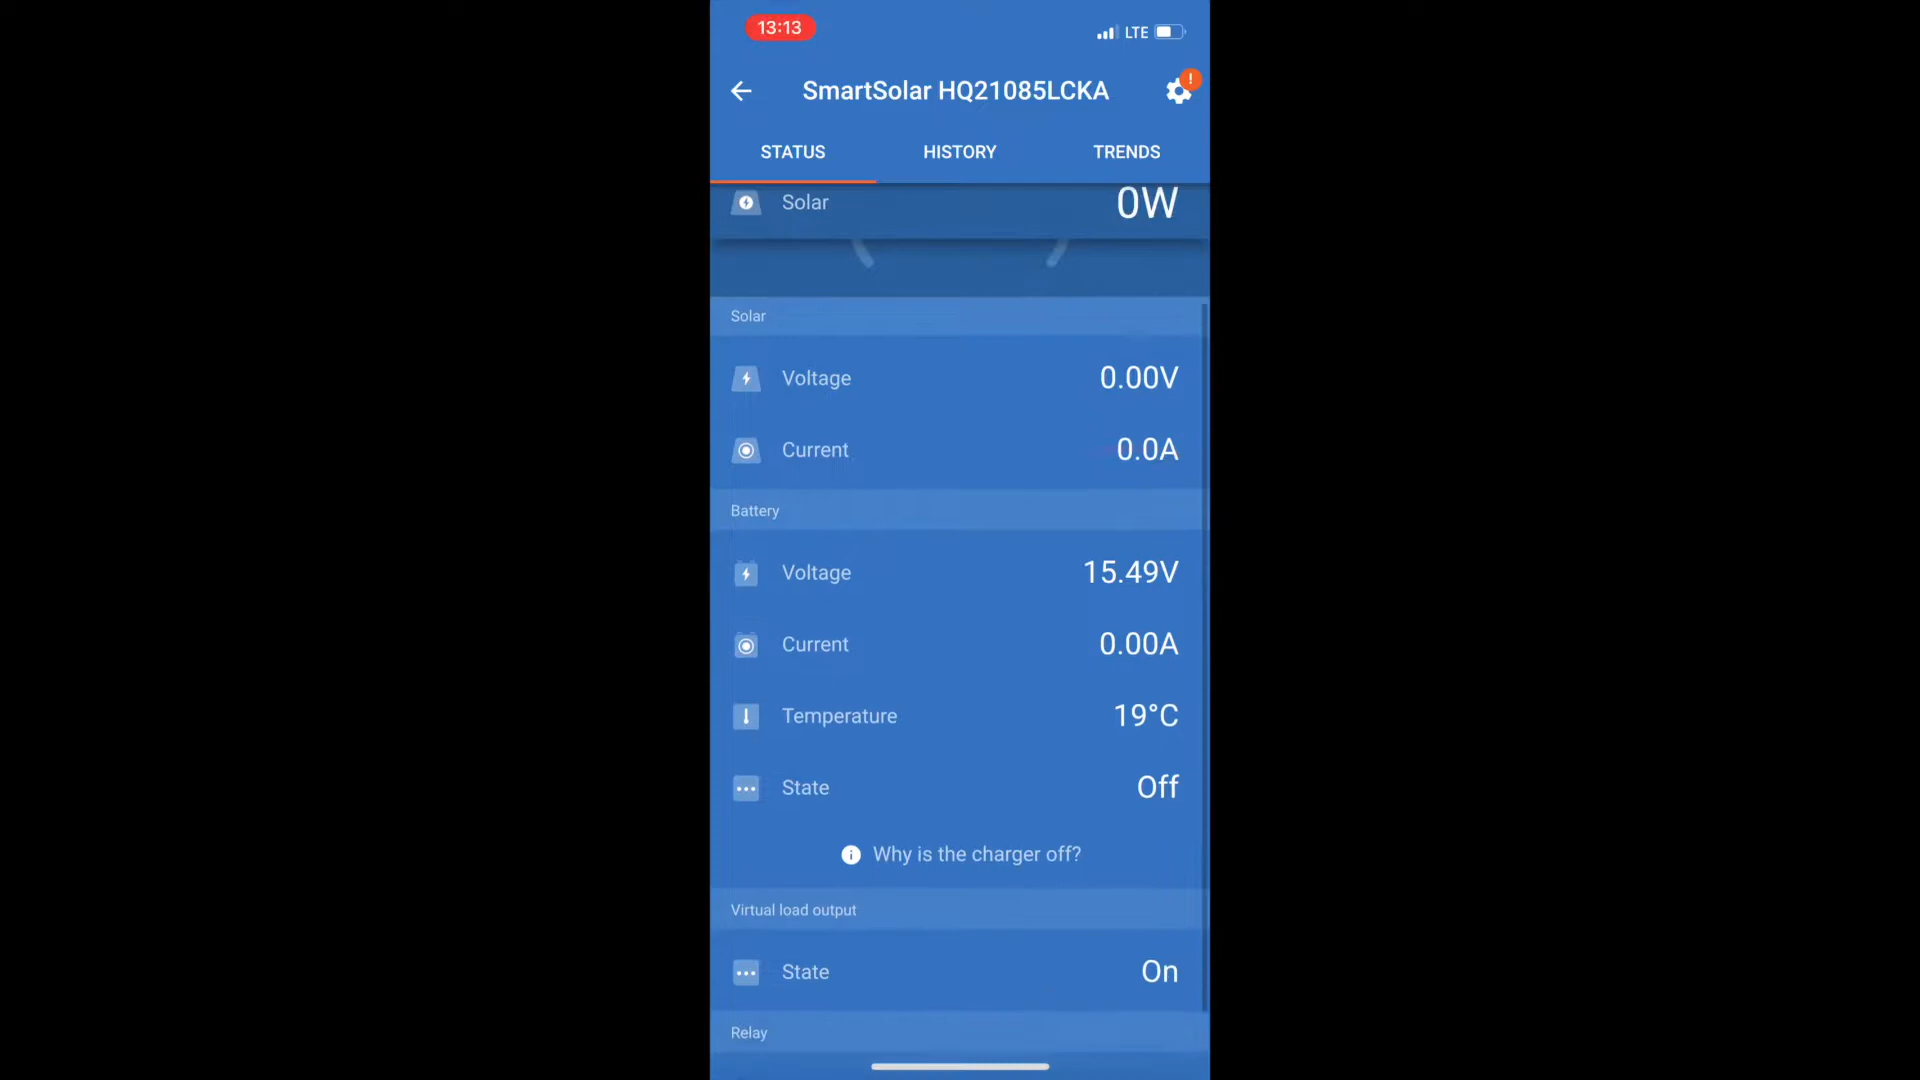 13:13
LTE
SmartSolar HQ21085LCKA
!
STATUS HISTORY TRENDS
Solar 0W
Solar
Voltage 0.00V
Current 0.0A
Battery
Voltage 15.49V
Current 0.00A
Temperature 19°C
State Off
Why is the charger off?
Virtual load output
State On
Relay